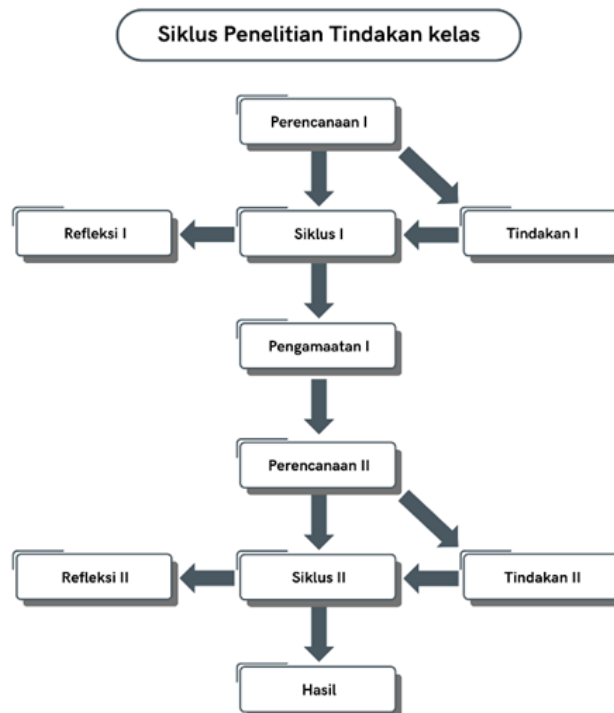 Siklus Penelitian Tindakan kelas
Perencanaan I
Refleksi I
Siklus I
Tindakan I
Pengamaatan I
Perencanaan II
Refleksi II
Siklus II
Tindakan II
Hasil